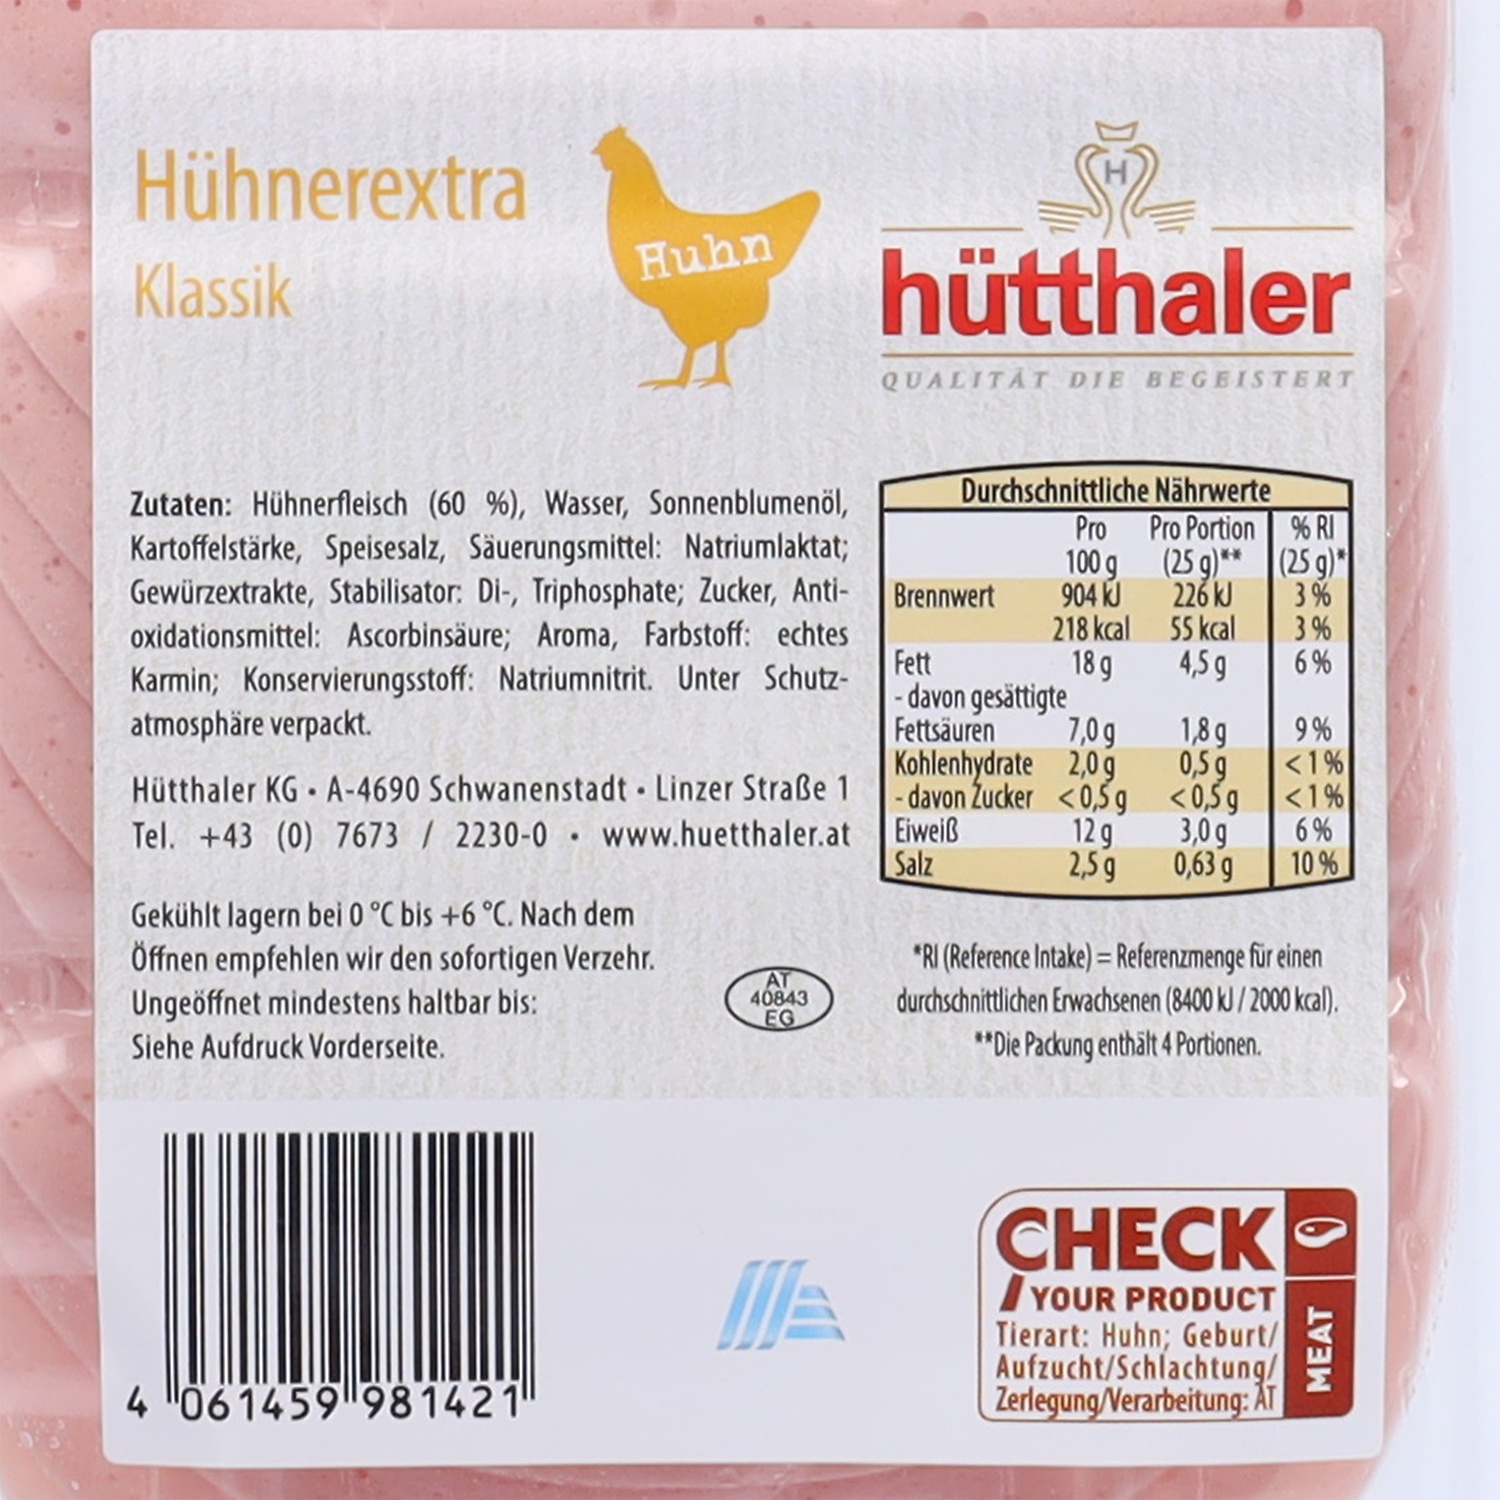 Hühnerextra
Klassik
Huhn
H
hütthaler
QUALITÄT DIE BEGEISTERT
Zutaten: Hühnerfleisch (60 %), Wasser, Sonnenblumenöl,
Kartoffelstärke, Speisesalz, Säuerungsmittel: Natriumlaktat;
Gewürzextrakte, Stabilisator: Di-, Triphosphate; Zucker, Anti-
oxidationsmittel: Ascorbinsäure; Aroma, Farbstoff: echtes
Karmin; Konservierungsstoff: Natriumnitrit. Unter Schutz-
atmosphäre verpackt.
Hütthaler KG • A-4690 Schwanenstadt • Linzer Straße 1
Tel. +43 (0) 7673 / 2230-0 • www.huetthaler.at
Gekühlt lagern bei 0 °C bis +6 °C. Nach dem
Öffnen empfehlen wir den sofortigen Verzehr.
Ungeöffnet mindestens haltbar bis:
Siehe Aufdruck Vorderseite.
AT
40843
EG
Durchschnittliche Nährwerte
Pro Pro Portion % RI
100 g (25 g)** (25 g)*
Brennwert 904 kJ 226 kJ 3 %
218 kcal 55 kcal 3 %
Fett 18 g 4,5 g 6 %
- davon gesättigte
Fettsäuren 7,0 g 1,8 g 9 %
Kohlenhydrate 2,0 g 0,5 g < 1 %
- davon Zucker < 0,5 g < 0,5 g < 1 %
Eiweiß 12 g 3,0 g 6 %
Salz 2,5 g 0,63 g 10 %
*RI (Reference Intake) = Referenzmenge für einen
durchschnittlichen Erwachsenen (8400 kJ / 2000 kcal).
**Die Packung enthält 4 Portionen.
4 061459 981421
CHECK
YOUR PRODUCT
Tierart: Huhn; Geburt/
Aufzucht/Schlachtung/
Zerlegung/Verarbeitung: AT
MEAT